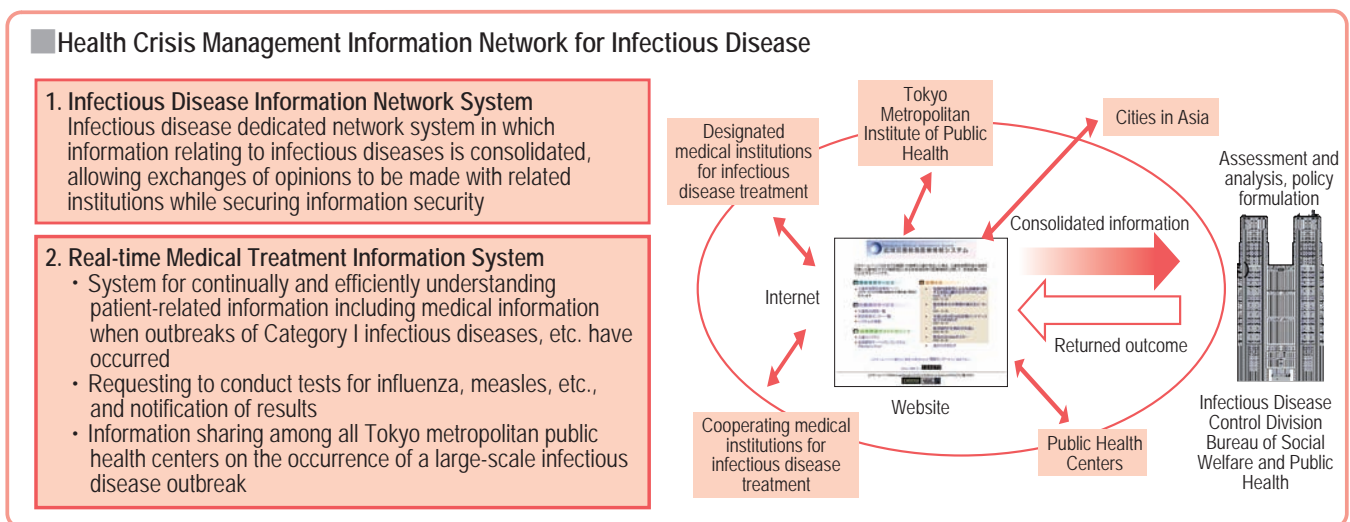 Health Crisis Management Information Network for Infectious Disease
1. Infectious Disease Information Network System
Infectious disease dedicated network system in which
information relating to infectious diseases is consolidated,
allowing exchanges of opinions to be made with related
institutions while securing information security
2. Real-time Medical Treatment Information System
・System for continually and efficiently understanding
patient-related information including medical information
when outbreaks of Category I infectious diseases, etc. have
occurred
・Requesting to conduct tests for influenza, measles, etc.,
and notification of results
・Information sharing among all Tokyo metropolitan public
health centers on the occurrence of a large-scale infectious
disease outbreak
Designated
medical institutions
for infectious
disease treatment
Tokyo
Metropolitan
Institute of Public
Health
Cities in Asia
Internet
Website
Consolidated information
Returned outcome
Cooperating medical
institutions for
infectious disease
treatment
Public Health
Centers
Assessment and
analysis, policy
formulation
Infectious Disease
Control Division
Bureau of Social
Welfare and Public
Health